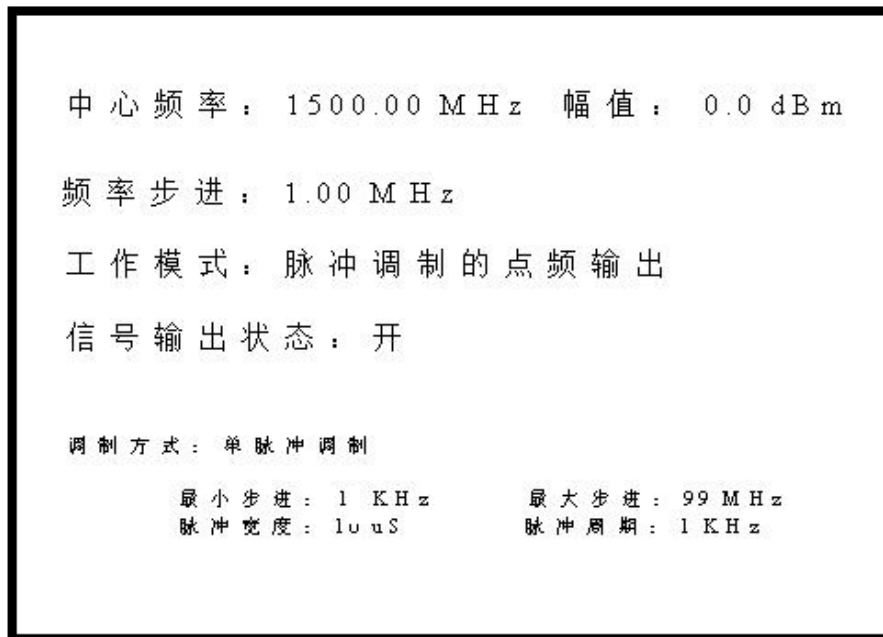 中心频率：1500.00 MHz 幅值：0.0 dBm
频率步进：1.00 MHz
工作模式：脉冲调制的点频输出
信号输出状态：开
调制方式：单脉冲调制
最小步进：1 KHz 最大步进：99 MHz
脉冲宽度：10 uS 脉冲周期：1 KHz